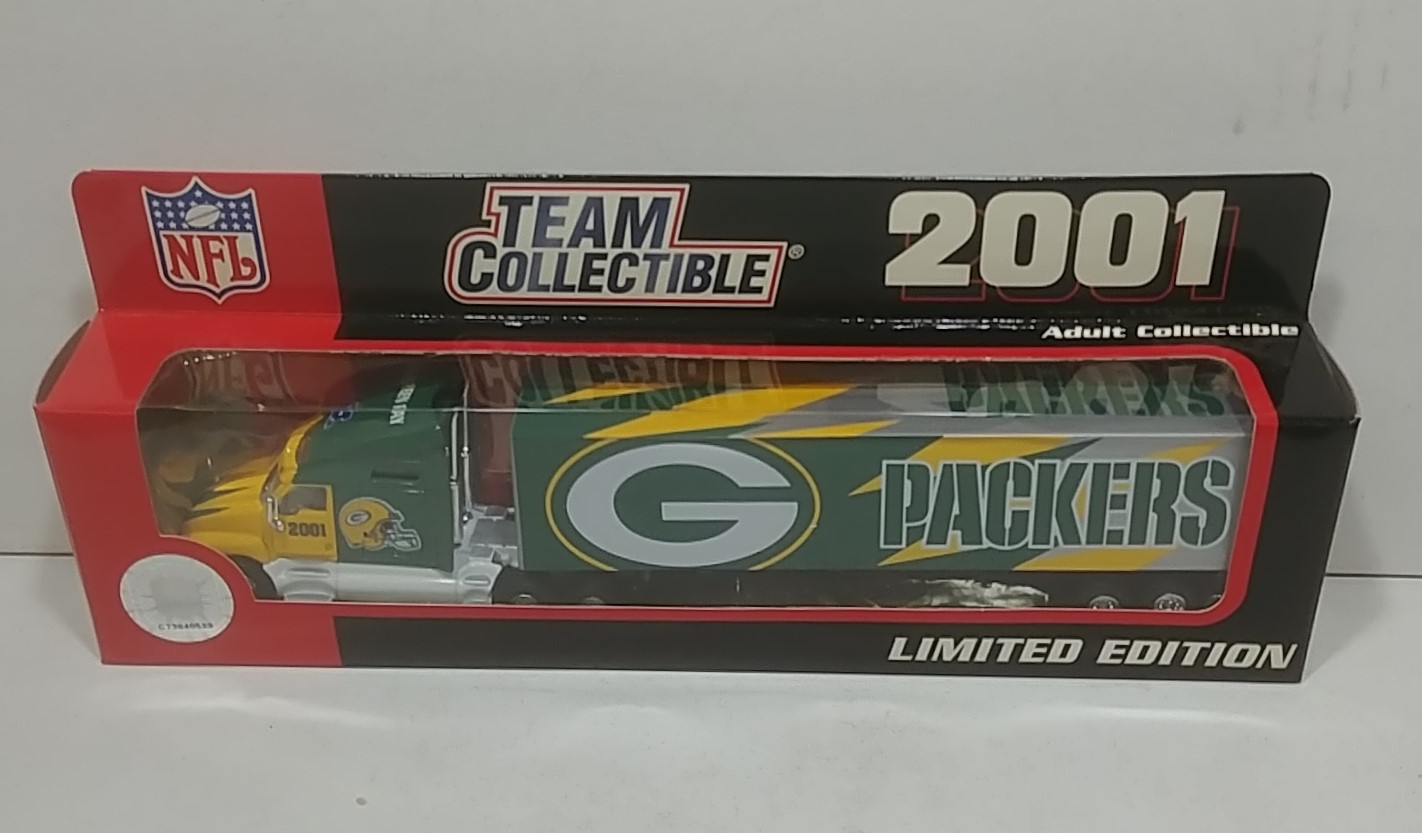 NFL
TEAM
COLLECTIBLE®
2001
Adult Collectible
2001
G
G
PACKERS
LIMITED EDITION